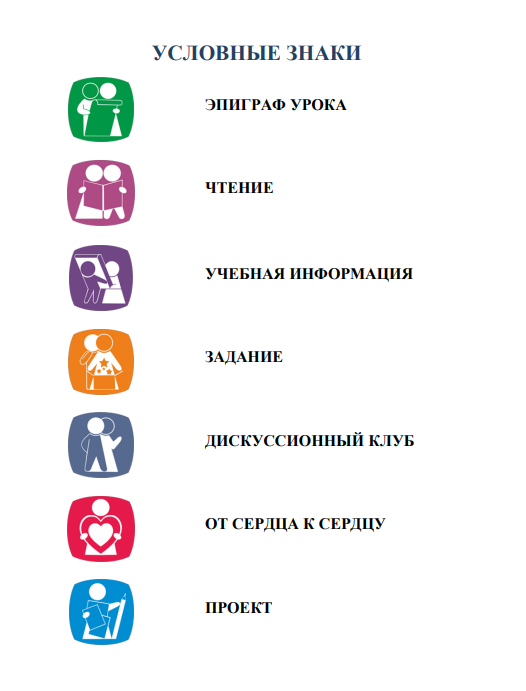 УСЛОВНЫЕ ЗНАКИ
ЭПИГРАФ УРОКА
ЧТЕНИЕ
УЧЕБНАЯ ИНФОРМАЦИЯ
ЗАДАНИЕ
ДИСКУССИОННЫЙ КЛУБ
ОТ СЕРДЦА К СЕРДЦУ
ПРОЕКТ